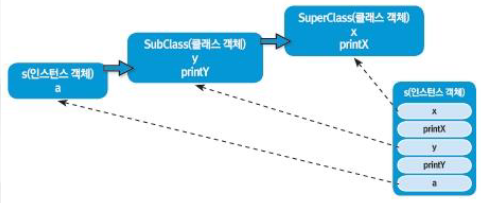 SuperClass(클래스 객체)
x
printX
SubClass(클래스 객체)
y
printY
s(인스턴스 객체)
a
s(인스턴스 객체)
x
printX
y
printY
a